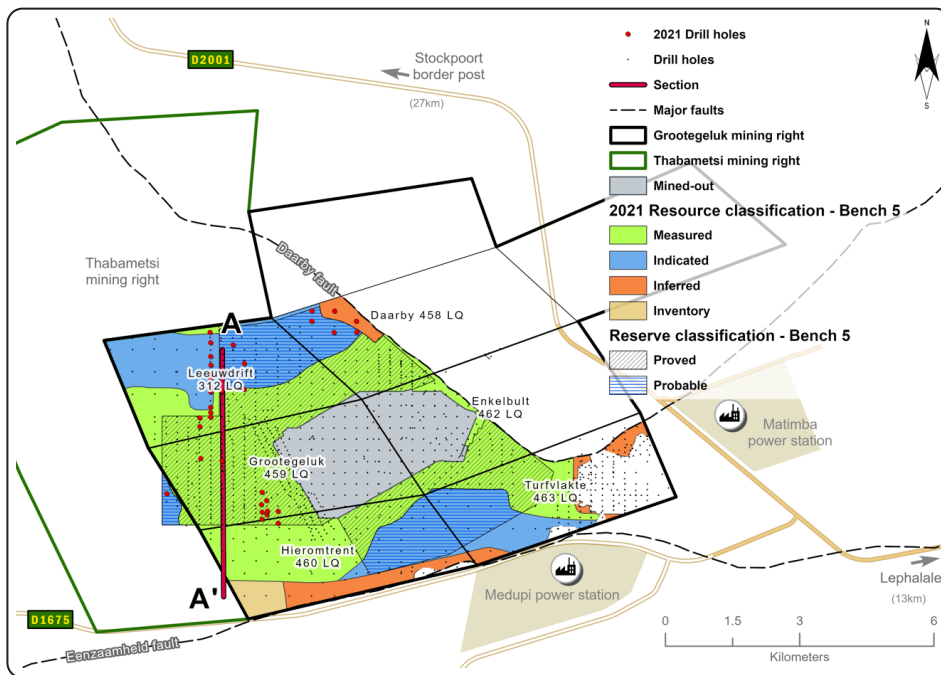 D2001
Stockpoort
border post
(27km)
N
S
2021 Drill holes
Drill holes
Section
Major faults
Grootegeluk mining right
Thabametsi mining right
Mined-out
2021 Resource classification - Bench 5
Measured
Indicated
Inferred
Inventory
Reserve classification - Bench 5
Proved
Probable
Thabametsi
mining right
Daarby fault
Daarby 458 LQ
A
Leeuwdrift
312 LQ
Enkelbult
462 LQ
Matimba
power station
Grootegeluk
459 LQ
Turfvlakte
463 LQ
Hieromtrent
460 LQ
A'
Medupi power station
Lephalale
(13km)
D1675
Eenzaamheid fault
0 1.5 3 6
Kilometers